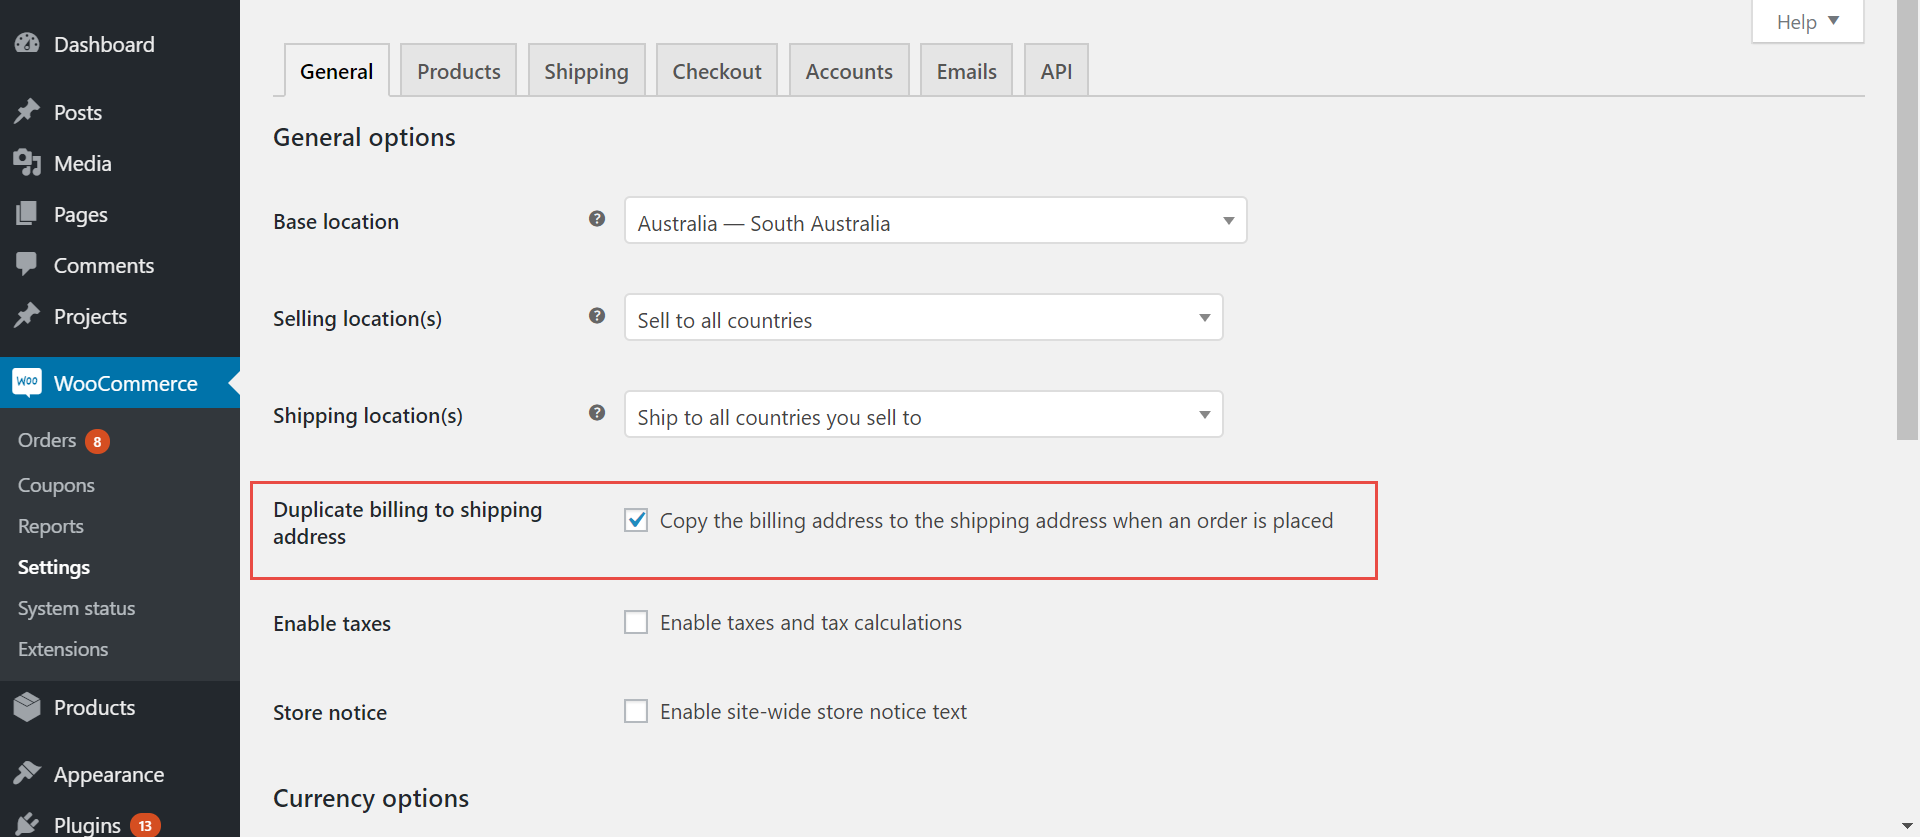 Dashboard
Posts
Media
Pages
Comments
Projects
Woo WooCommerce
Orders 8
Coupons
Reports
Settings
System status
Extensions
Products
Appearance
Plugins 13
Help
General Products Shipping Checkout Accounts Emails API
General options
Base location ? Australia — South Australia
Selling location(s) ? Sell to all countries
Shipping location(s) ? Ship to all countries you sell to
Duplicate billing to shipping
address
Copy the billing address to the shipping address when an order is placed
Enable taxes Enable taxes and tax calculations
Store notice Enable site-wide store notice text
Currency options